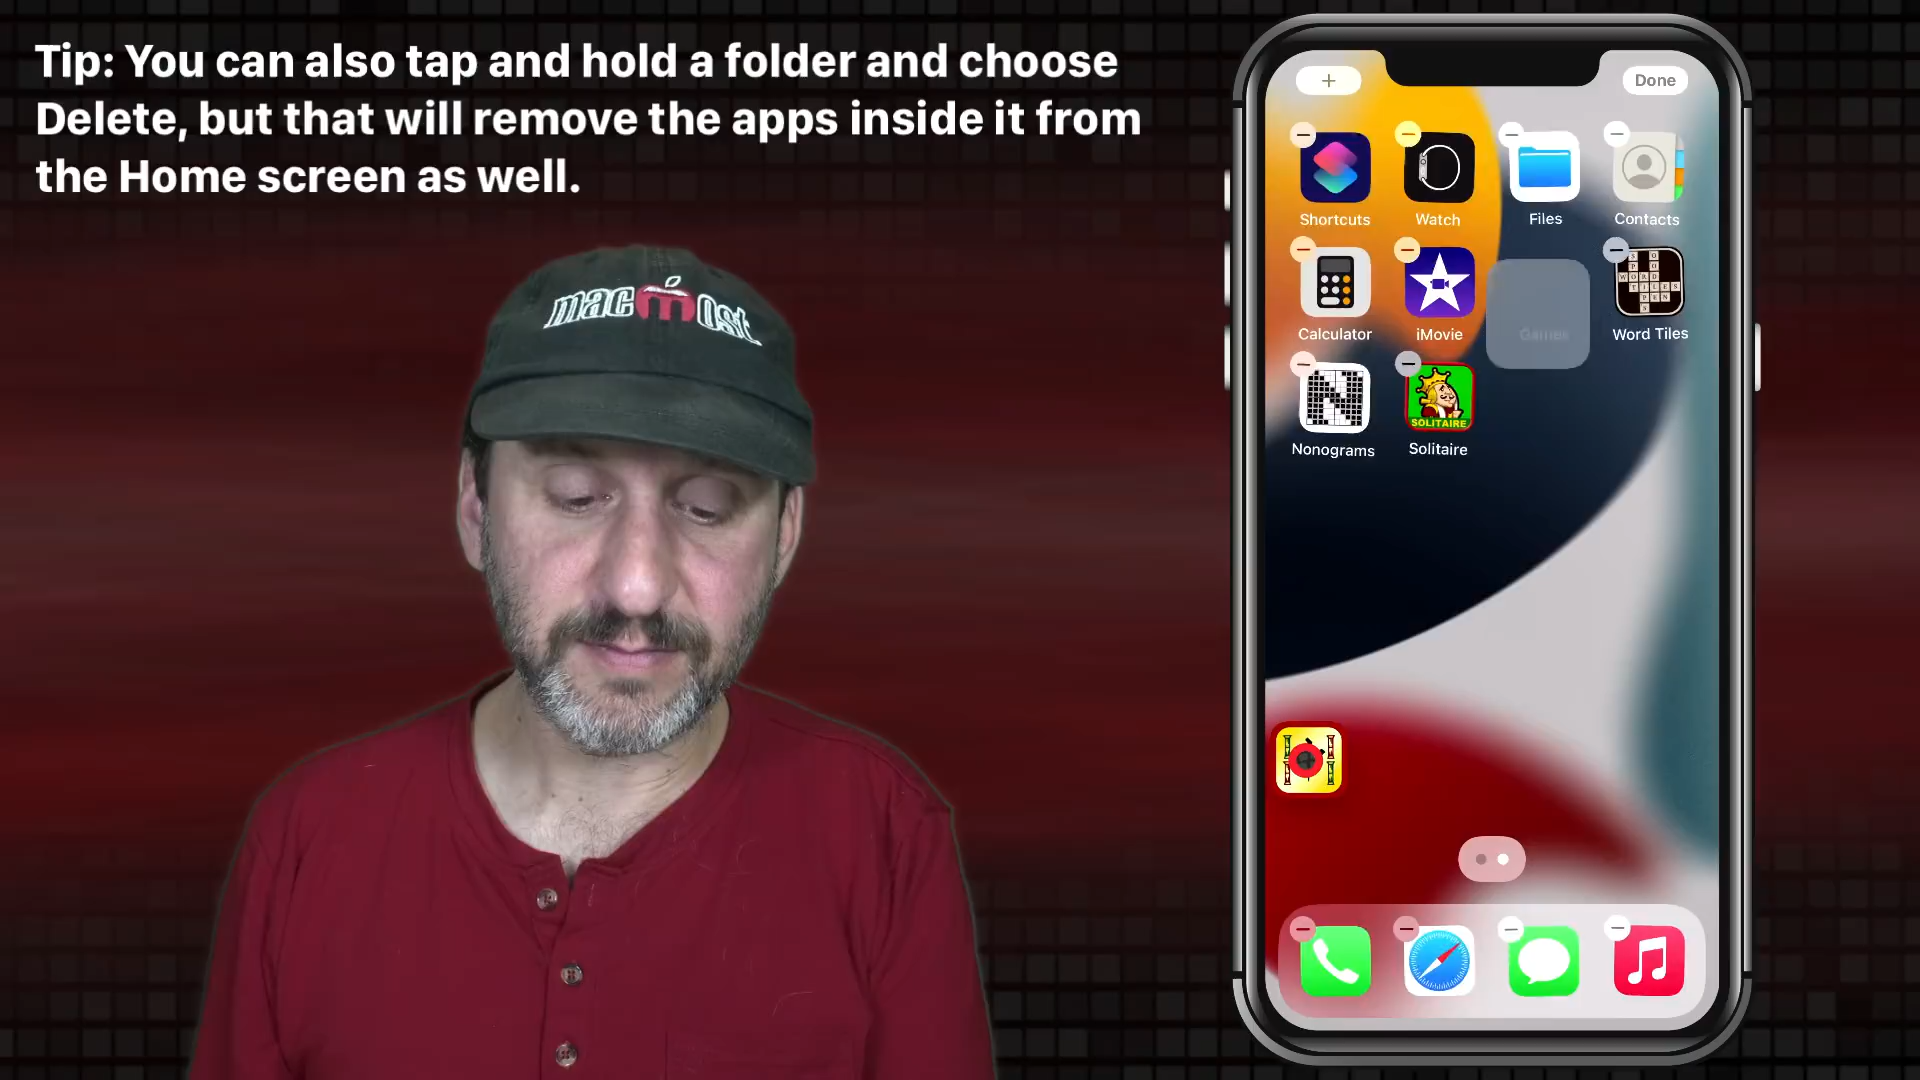 Tip: You can also tap and hold a folder and choose
Delete, but that will remove the apps inside it from
the Home screen as well.
macmost
+
Done
Shortcuts
Watch
Files
Contacts
Calculator
iMovie
Games
Word Tiles
Nonograms
N
SOLITAIRE
Solitaire